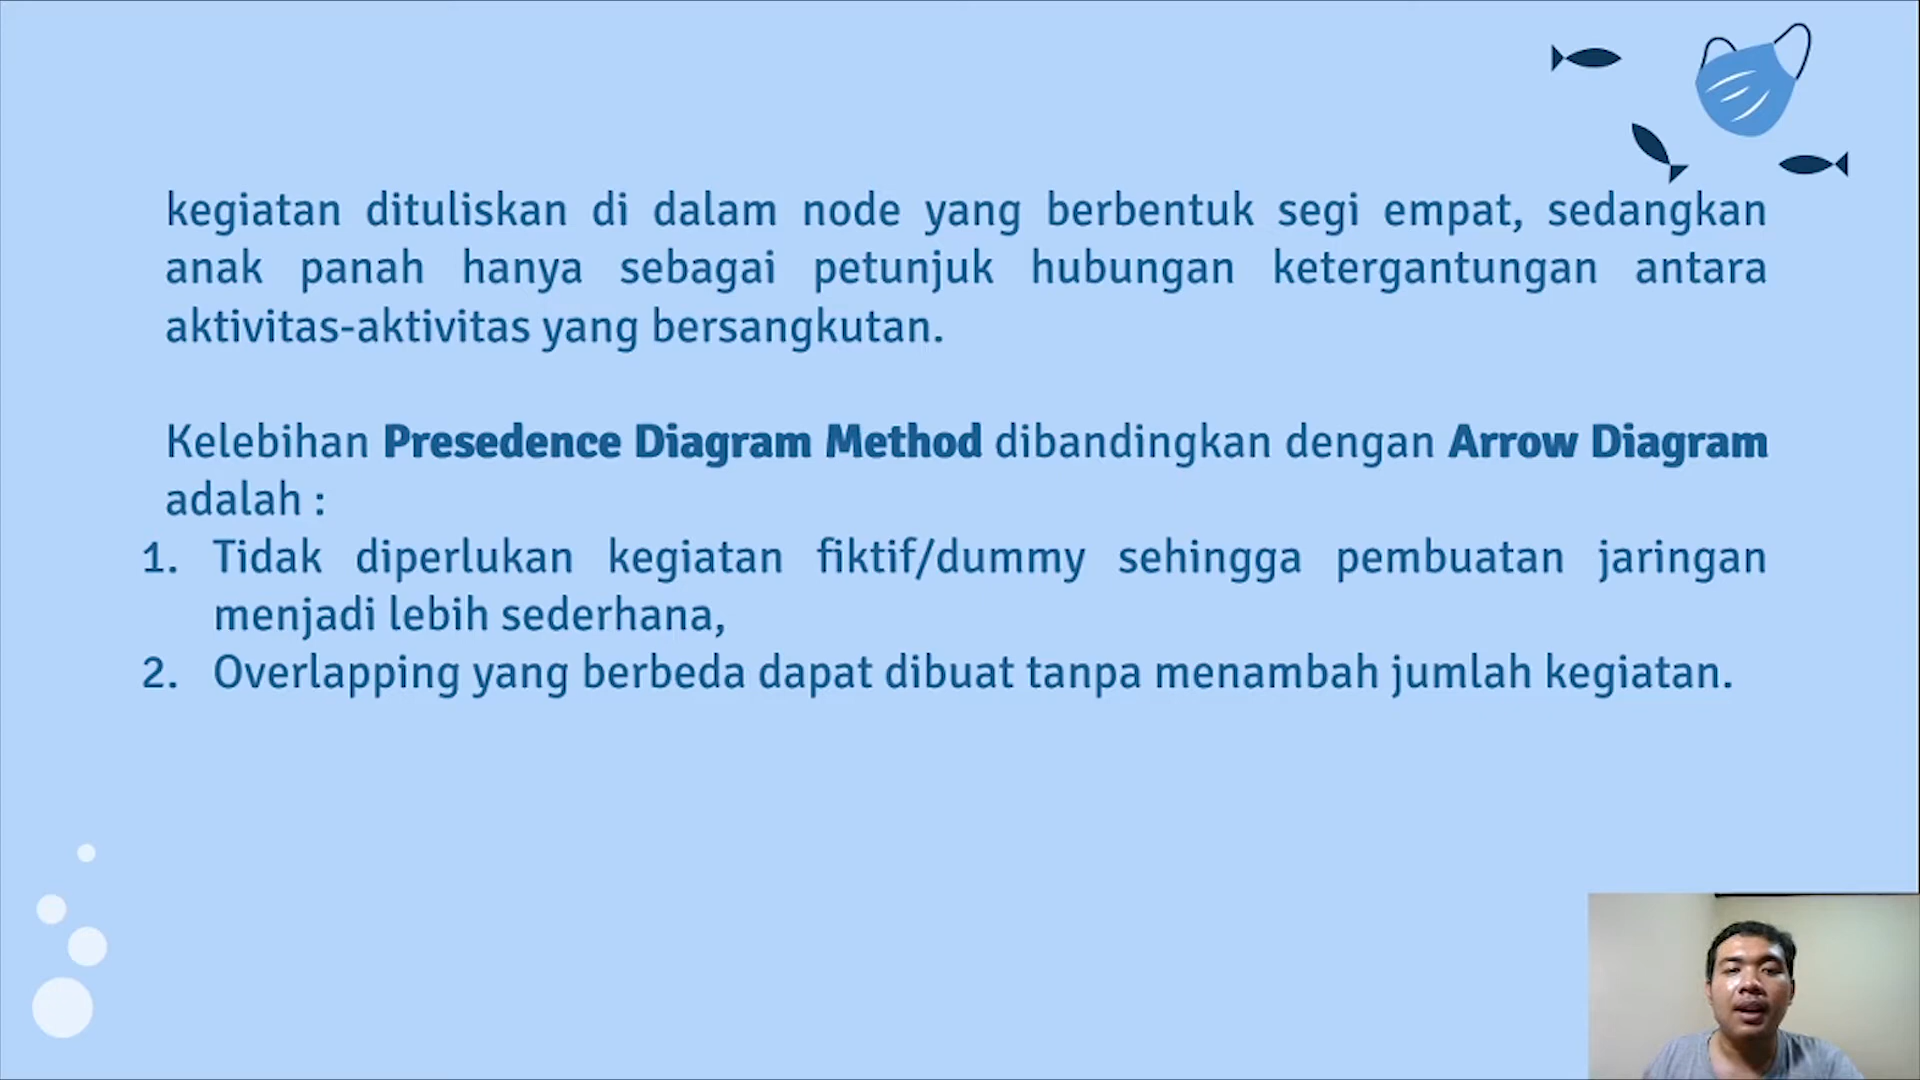 kegiatan dituliskan di dalam node yang berbentuk segi empat, sedangkan
anak panah hanya sebagai petunjuk hubungan ketergantungan antara
aktivitas-aktivitas yang bersangkutan.
Kelebihan Presedence Diagram Method dibandingkan dengan Arrow Diagram
adalah :
1. Tidak diperlukan kegiatan fiktif/dummy sehingga pembuatan jaringan
menjadi lebih sederhana,
2. Overlapping yang berbeda dapat dibuat tanpa menambah jumlah kegiatan.